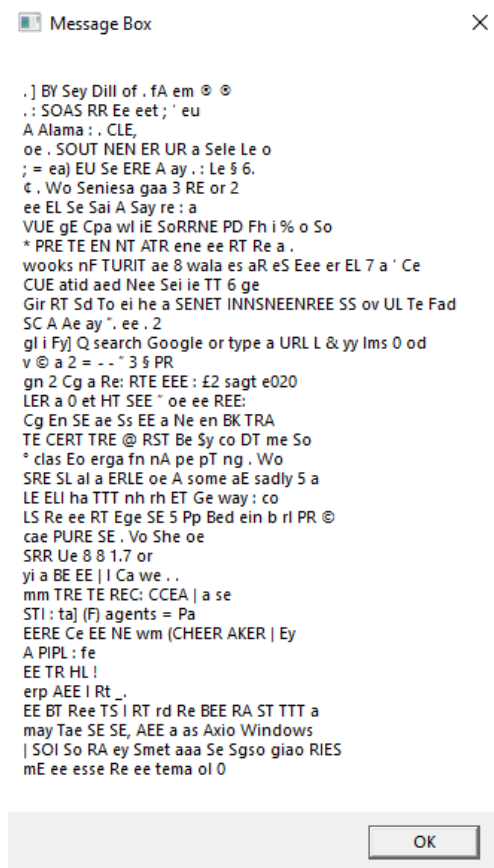 Message Box
. ] BY Sey Dill of . fA em ® ®
. : SOAS RR Ee eet ; ‘ eu
A Alama : . CLE,
oe . SOUT NEN ER UR a Sele Le o
; = ea) EU Se ERE A ay . : Le § 6.
¢ . Wo Seniesa gaa 3 RE or 2
ee EL Se Sai A Say re : a
VUE gE Cpa wl iE SoRRNE PD Fh i % o So
* PRE TE EN NT ATR ene ee RT Re a .
wooks nF TURIT ae 8 wala es aR eS Eee er EL 7 a ‘ Ce
CUE atid aed Nee Sei ie TT 6 ge
Gir RT Sd To ei he a SENET INNSNEENREE SS ov UL Te Fad
SC A Ae ay ˝. ee . 2
gl i Fy] Q search Google or type a URL L & yy Ims 0 od
v © a 2 = - - ˝ 3 § PR
gn 2 Cg a Re: RTE EEE : £2 sagt e020
LER a 0 et HT SEE ˝ oe ee REE:
Cg En SE ae Ss EE a Ne en BK TRA
TE CERT TRE @ RST Be $y co DT me So
° clas Eo erga fn nA pe pT ng . Wo
SRE SL al a ERLE oe A some aE sadly 5 a
LE ELI ha TTT nh rh ET Ge way : co
LS Re ee RT Ege SE 5 Pp Bed ein b rl PR ©
cae PURE SE . Vo She oe
SRR Ue 8 8 1.7 or
yi a BE EE | I Ca we . .
mm TRE TE REC: CCEA | a se
STI : ta] (F) agents = Pa
EERE Ce EE NE wm (CHEER AKER | Ey
A PIPL : fe
EE TR HL !
erp AEE I Rt _.
EE BT Ree TS I RT rd Re BEE RA ST TTT a
may Tae SE SE, AEE a as Axio Windows
| SOI So RA ey Smet aaa Se Sgso giao RIES
mE ee esse Re ee tema ol 0
OK